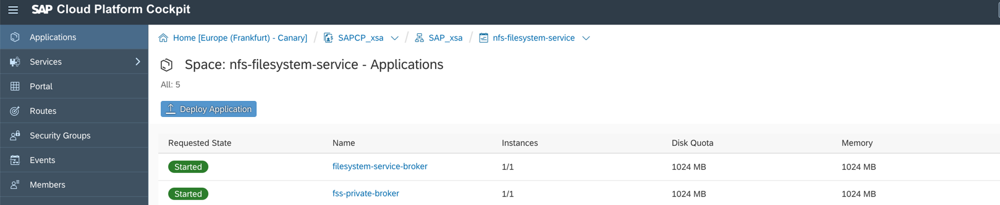 SAP Cloud Platform Cockpit
Applications
Services
Portal
Routes
Security Groups
Events
Members
Home [Europe (Frankfurt) - Canary] / SAPCP_xsa / SAP_xsa / nfs-filesystem-service
Space: nfs-filesystem-service - Applications
All: 5
Deploy Application
Requested State Name Instances Disk Quota Memory
Started filesystem-service-broker 1/1 1024 MB 1024 MB
Started fss-private-broker 1/1 1024 MB 1024 MB